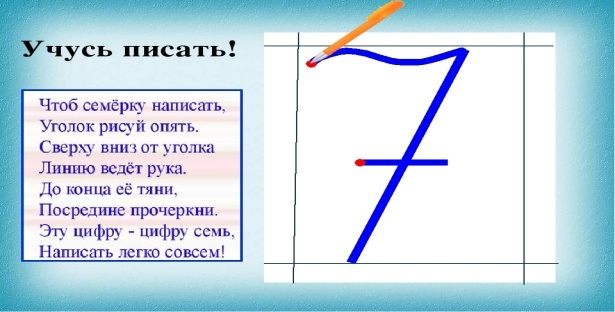 Учусь писать!
Чтоб семёрку написать,
Уголок рисуй опять.
Сверху вниз от уголка
Линию ведёт рука.
До конца её тяни,
Посредине прочеркни.
Эту цифру - цифру семь,
Написать легко совсем!
7